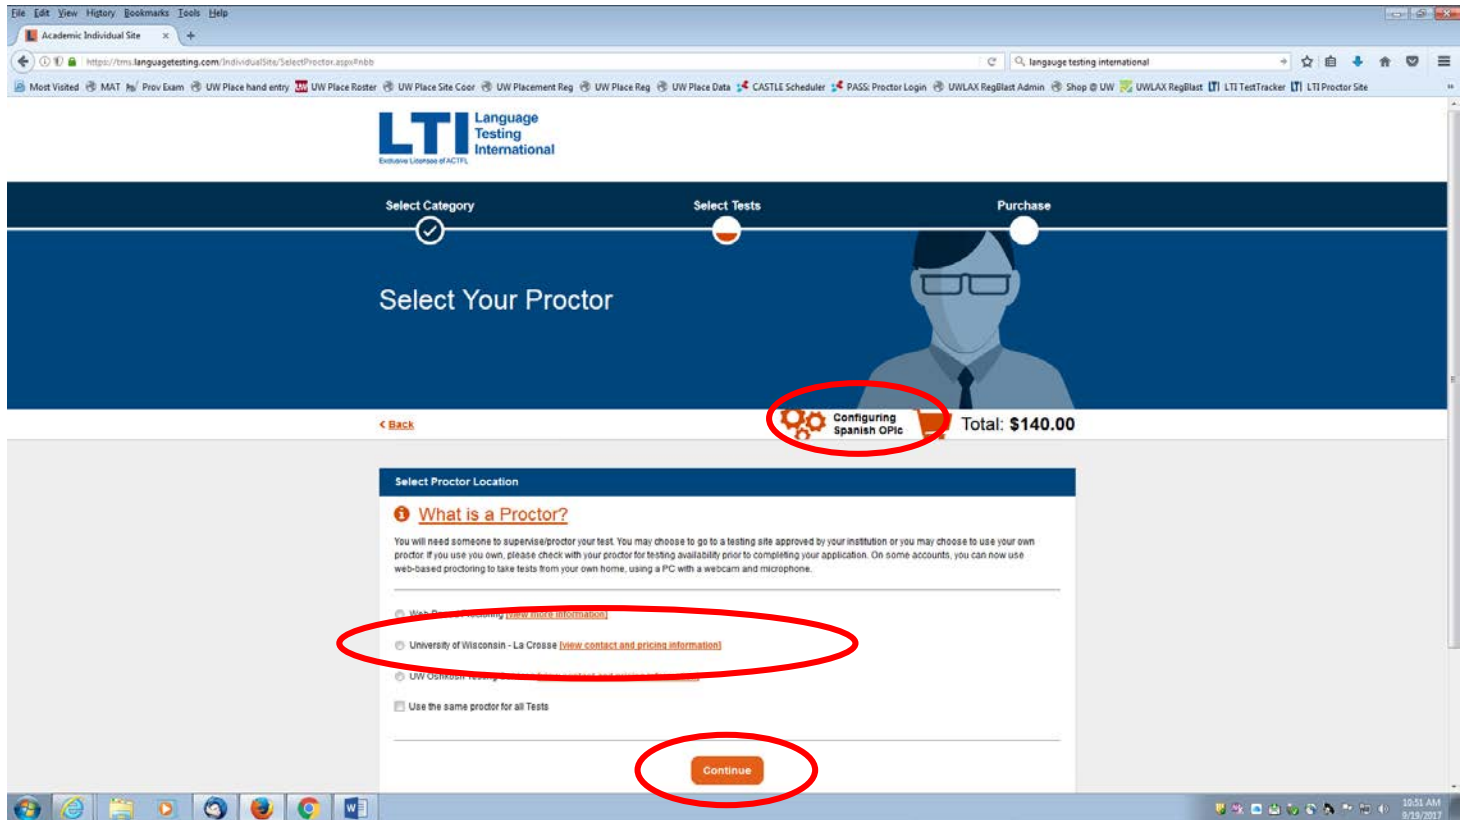 File Edit View History Bookmarks Tools Help
Academic Individual Site × +
https://tms.languagetesting.com/IndividualSite/SelectProctor.aspx#nbb langauge testing international
Most Visited MAT Prov Exam UW Place hand entry UW Place Roster UW Place Site Coor UW Placement Reg UW Place Reg UW Place Data CASTLE Scheduler PASS: Proctor Login UWLAX RegBlast Admin Shop @ UW UWLAX RegBlast LTI TestTracker LTI Proctor Site
LTI Language
Testing
International
Exclusive Licensee of ACTFL
Select Category Select Tests Purchase
Select Your Proctor
< Back Configuring
Spanish OPIc Total: $140.00
Select Proctor Location
What is a Proctor?
You will need someone to supervise/proctor your test. You may choose to go to a testing site approved by your institution or you may choose to use your own
proctor. If you use you own, please check with your proctor for testing availability prior to completing your application. On some accounts, you can now use
web-based proctoring to take tests from your own home, using a PC with a webcam and microphone.
[view more information]
University of Wisconsin - La Crosse [view contact and pricing information]
UW Oshkosh
Use the same proctor for all Tests
Continue
10:51 AM
9/19/2017